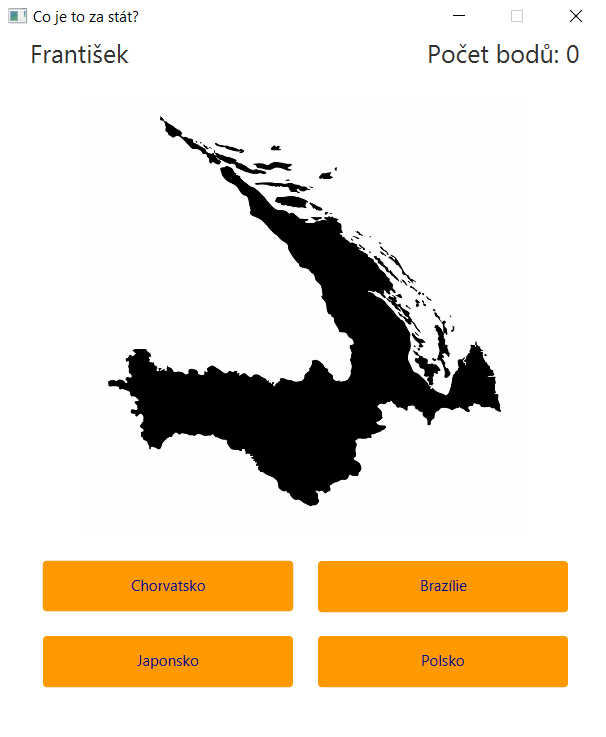 Co je to za stát?
František
Počet bodů: 0
Chorvatsko
Brazílie
Japonsko
Polsko